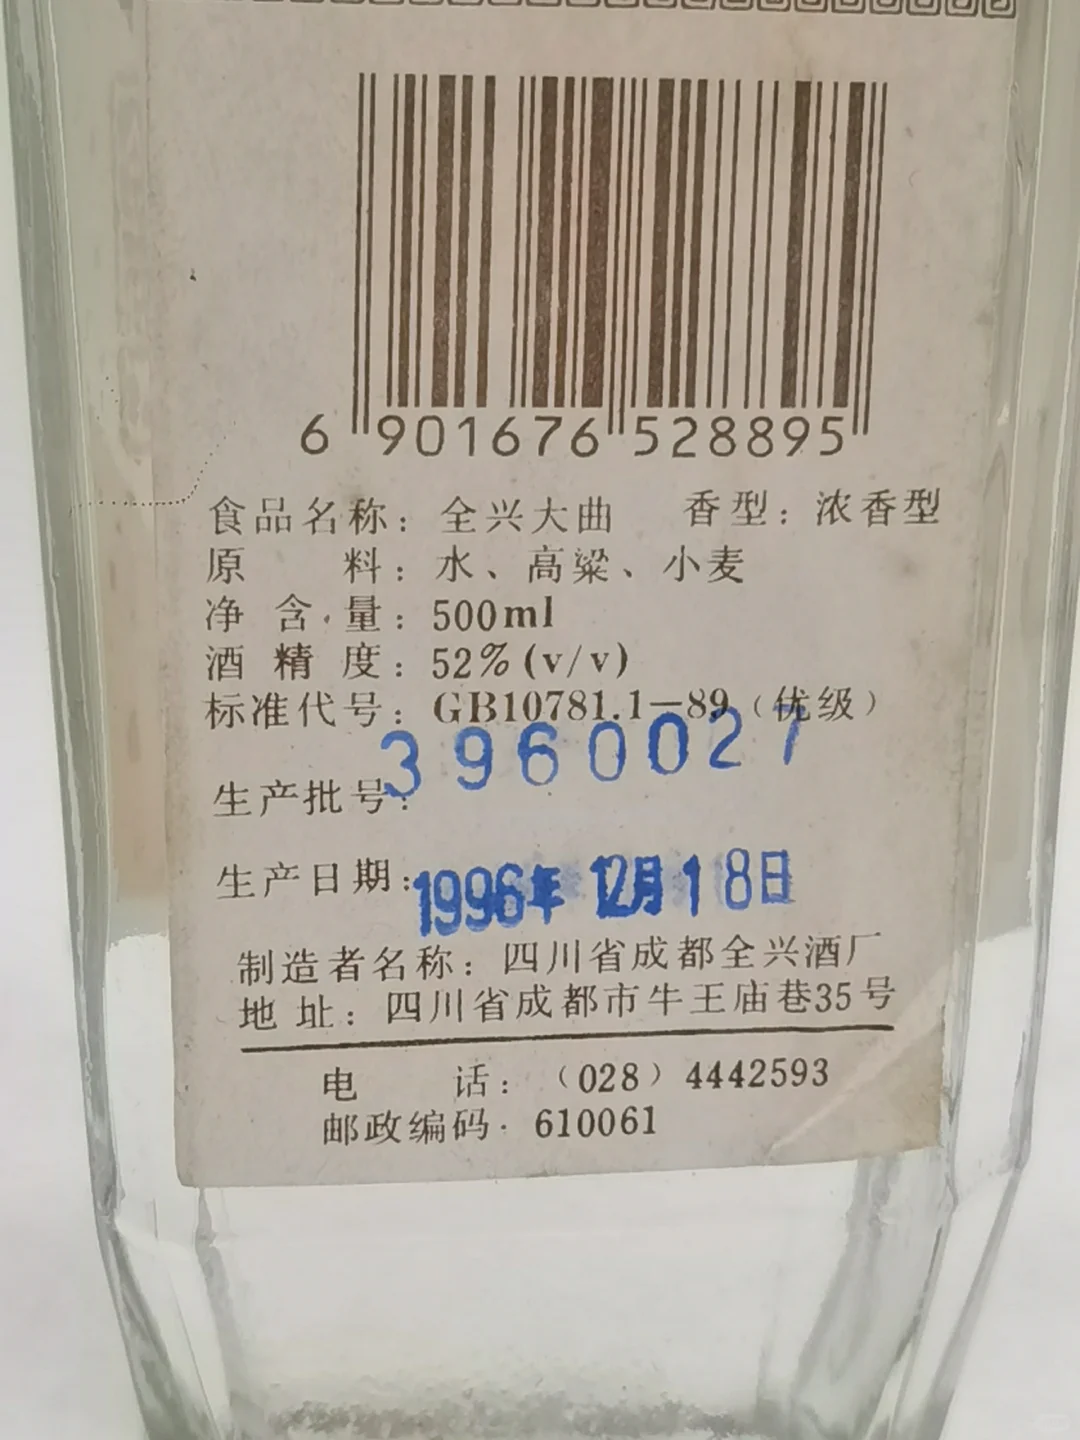 6 901676 528895
食品名称：全兴大曲 香型：浓香型
原料：水、高粱、小麦
净含量：500ml
酒精度：52%(v/v)
标准代号：GB10781.1—89（优级）
生产批号：3960027
生产日期：1996年12月18日
制造者名称：四川省成都全兴酒厂
地址：四川省成都市牛王庙巷35号
电话：（028）4442593
邮政编码：610061